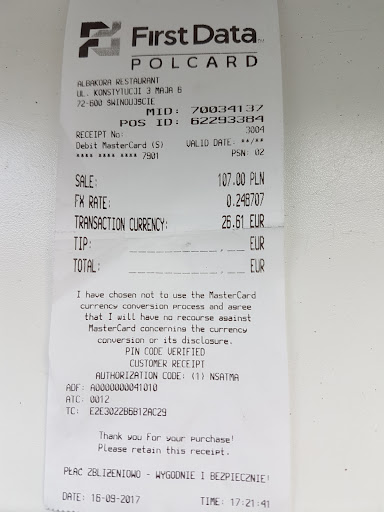 First Data
POLCARD
ALBAKORA RESTAURANT
UL. KONSTYTUCJI 3 MAJA 6
72-600 ŚWINOUJŚCIE
MID: 70034137
POS ID: 62293384
RECEIPT No: 3004
Debit MasterCard (S) VALID DATE: **/**
**** **** **** 7901 PSN: 02
SALE: 107.00 PLN
FX RATE: 0.248707
TRANSACTION CURRENCY: 26.61 EUR
TIP: ________.____ EUR
TOTAL: ________.____ EUR
I have chosen not to use the MasterCard
currency conversion process and agree
that I will have no recourse against
MasterCard concerning the currency
conversion or its disclosure.
PIN CODE VERIFIED
CUSTOMER RECEIPT
AUTHORIZATION CODE: (1) NSATMA
ADF: A0000000041010
ATC: 0012
TC: E2E3022B6B12AC29
Thank you For your purchase!
Please retain this receipt.
PŁAĆ ZBLIŻENIOWO - WYGODNIE I BEZPIECZNIE!
DATE: 16-09-2017 TIME: 17:21:41